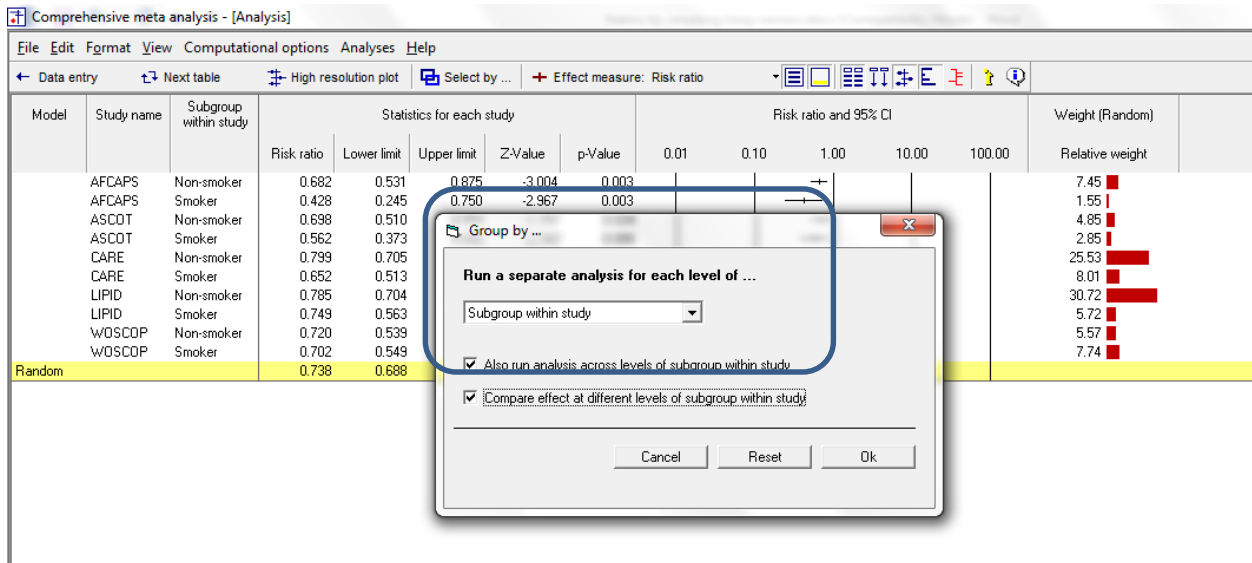 Comprehensive meta analysis - [Analysis]
File Edit Format View Computational options Analyses Help
Data entry Next table High resolution plot Select by ... Effect measure: Risk ratio
Model Study name Subgroup within study Statistics for each study Risk ratio and 95% CI Weight (Random)
Risk ratio Lower limit Upper limit Z-Value p-Value 0.01 0.10 1.00 10.00 100.00 Relative weight
AFCAPS Non-smoker 0.682 0.531 0.875 -3.004 0.003 7.45
AFCAPS Smoker 0.428 0.245 0.750 -2.967 0.003 1.55
ASCOT Non-smoker 0.698 0.510 4.85
ASCOT Smoker 0.562 0.373 2.85
CARE Non-smoker 0.799 0.705 25.53
CARE Smoker 0.652 0.513 8.01
LIPID Non-smoker 0.785 0.704 30.72
LIPID Smoker 0.749 0.563 5.72
WOSCOP Non-smoker 0.720 0.539 5.57
WOSCOP Smoker 0.702 0.549 7.74
Random 0.738 0.688
Group by ...
Run a separate analysis for each level of ...
Subgroup within study
Also run analysis across levels of subgroup within study
Compare effect at different levels of subgroup within study
Cancel Reset Ok